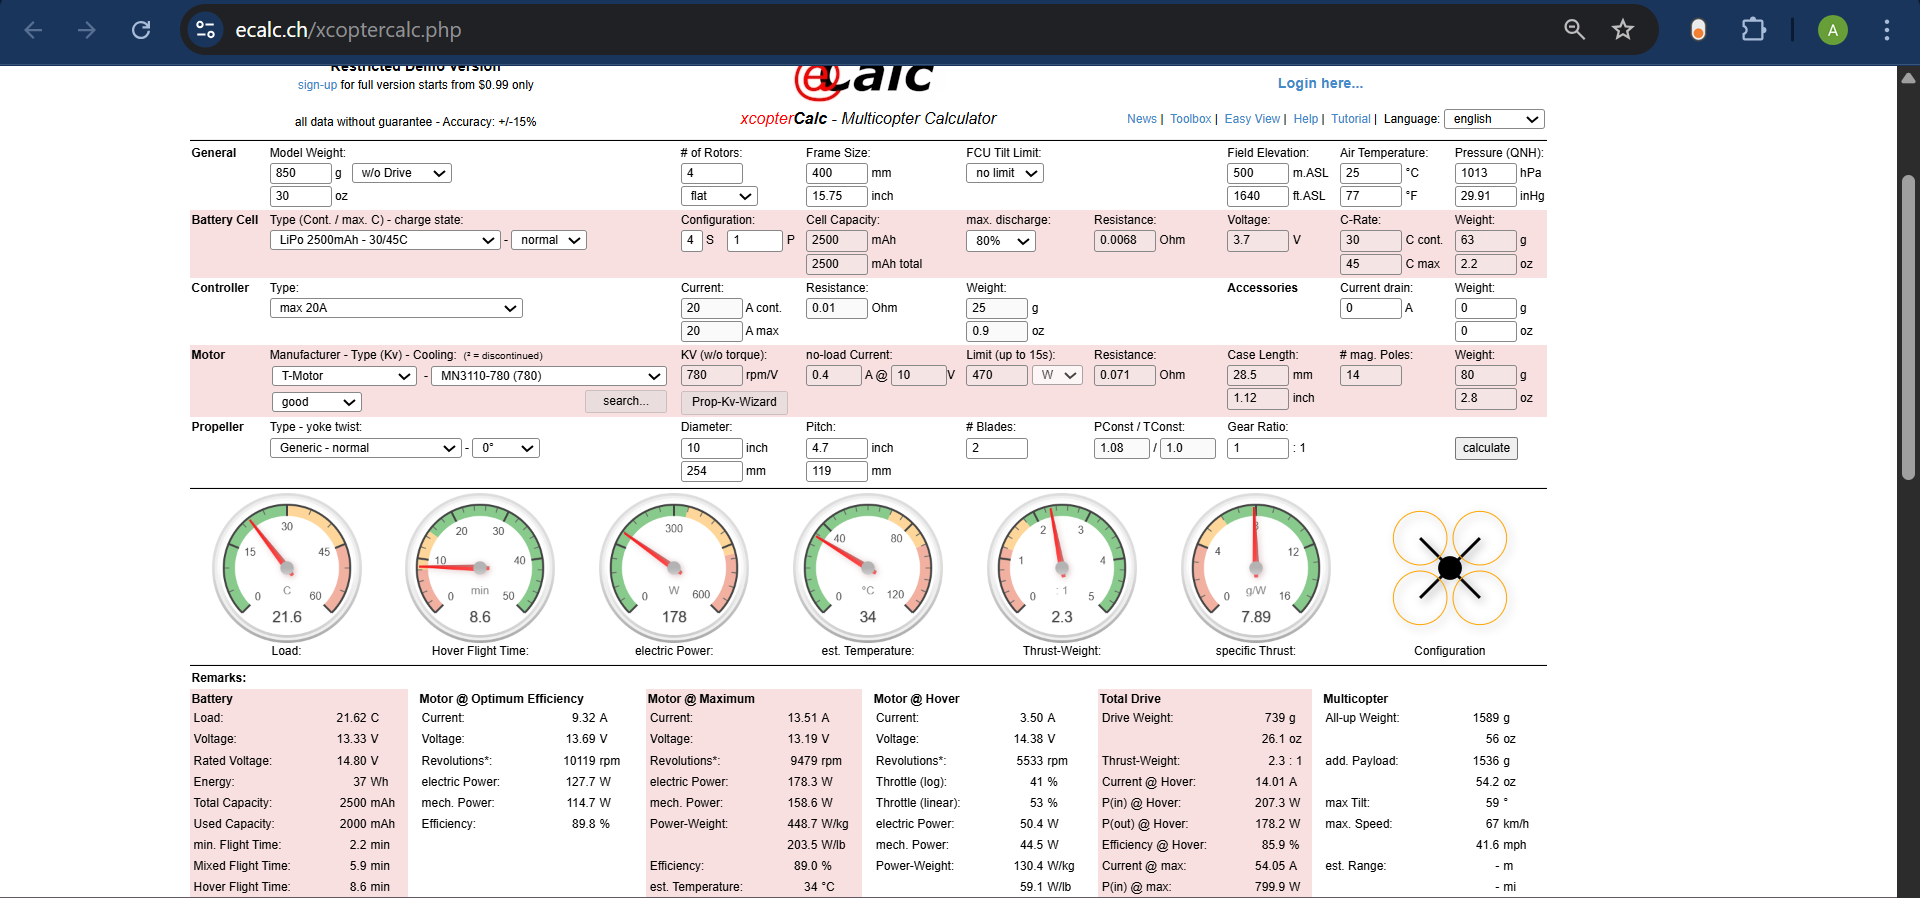 ecalc.ch/xcoptercalc.php
A
Restricted Demo Version
sign-up for full version starts from $0.99 only
all data without guarantee - Accuracy: +/-15%
@Calc
xcopterCalc - Multicopter Calculator
Login here...
News | Toolbox | Easy View | Help | Tutorial | Language: english
General Model Weight: # of Rotors: Frame Size: FCU Tilt Limit: Field Elevation: Air Temperature: Pressure (QNH):
850 g w/o Drive 4 400 mm no limit 500 m.ASL 25 °C 1013 hPa
30 oz flat 15.75 inch 1640 ft.ASL 77 °F 29.91 inHg
Battery Cell Type (Cont. / max. C) - charge state: Configuration: Cell Capacity: max. discharge: Resistance: Voltage: C-Rate: Weight:
LiPo 2500mAh - 30/45C - normal 4 S 1 P 2500 mAh 80% 0.0068 Ohm 3.7 V 30 C cont. 63 g
2500 mAh total 45 C max 2.2 oz
Controller Type: Current: Resistance: Weight: Accessories Current drain: Weight:
max 20A 20 A cont. 0.01 Ohm 25 g 0 A 0 g
20 A max 0.9 oz 0 oz
Motor Manufacturer - Type (Kv) - Cooling: (² = discontinued) KV (w/o torque): no-load Current: Limit (up to 15s): Resistance: Case Length: # mag. Poles: Weight:
T-Motor - MN3110-780 (780) 780 rpm/V 0.4 A @ 10 V 470 W 0.071 Ohm 28.5 mm 14 80 g
good search... Prop-Kv-Wizard 1.12 inch 2.8 oz
Propeller Type - yoke twist: Diameter: Pitch: # Blades: PConst / TConst: Gear Ratio:
Generic - normal - 0° 10 inch 4.7 inch 2 1.08 / 1.0 1 : 1 calculate
254 mm 119 mm
0 15 30 45 60 C 21.6
0 10 20 30 40 50 min 8.6
0 300 600 W 178
0 40 80 120 °C 34
0 1 2 3 4 5 : 1 2.3
0 4 8 12 16 g/W 7.89
Load: Hover Flight Time: electric Power: est. Temperature: Thrust-Weight: specific Thrust: Configuration
Remarks:
Battery Motor @ Optimum Efficiency Motor @ Maximum Motor @ Hover Total Drive Multicopter
Load: 21.62 C Current: 9.32 A Current: 13.51 A Current: 3.50 A Drive Weight: 739 g All-up Weight: 1589 g
Voltage: 13.33 V Voltage: 13.69 V Voltage: 13.19 V Voltage: 14.38 V 26.1 oz 56 oz
Rated Voltage: 14.80 V Revolutions*: 10119 rpm Revolutions*: 9479 rpm Revolutions*: 5533 rpm Thrust-Weight: 2.3 : 1 add. Payload: 1536 g
Energy: 37 Wh electric Power: 127.7 W electric Power: 178.3 W Throttle (log): 41 % Current @ Hover: 14.01 A 54.2 oz
Total Capacity: 2500 mAh mech. Power: 114.7 W mech. Power: 158.6 W Throttle (linear): 53 % P(in) @ Hover: 207.3 W max Tilt: 59 °
Used Capacity: 2000 mAh Efficiency: 89.8 % Power-Weight: 448.7 W/kg electric Power: 50.4 W P(out) @ Hover: 178.2 W max. Speed: 67 km/h
min. Flight Time: 2.2 min 203.5 W/lb mech. Power: 44.5 W Efficiency @ Hover: 85.9 % 41.6 mph
Mixed Flight Time: 5.9 min Efficiency: 89.0 % Power-Weight: 130.4 W/kg Current @ max: 54.05 A est. Range: - m
Hover Flight Time: 8.6 min est. Temperature: 34 °C 59.1 W/lb P(in) @ max: 799.9 W - mi